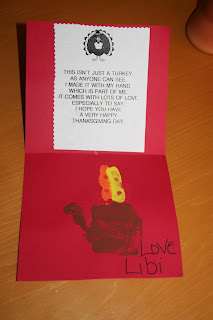 THIS ISN'T JUST A TURKEY
AS ANYONE CAN SEE.
I MADE IT WITH MY HAND
WHICH IS PART OF ME.
IT COMES WITH LOTS OF LOVE
ESPECIALLY TO SAY
I HOPE YOU HAVE
A VERY HAPPY
THANKSGIVING DAY.
Love
Libi